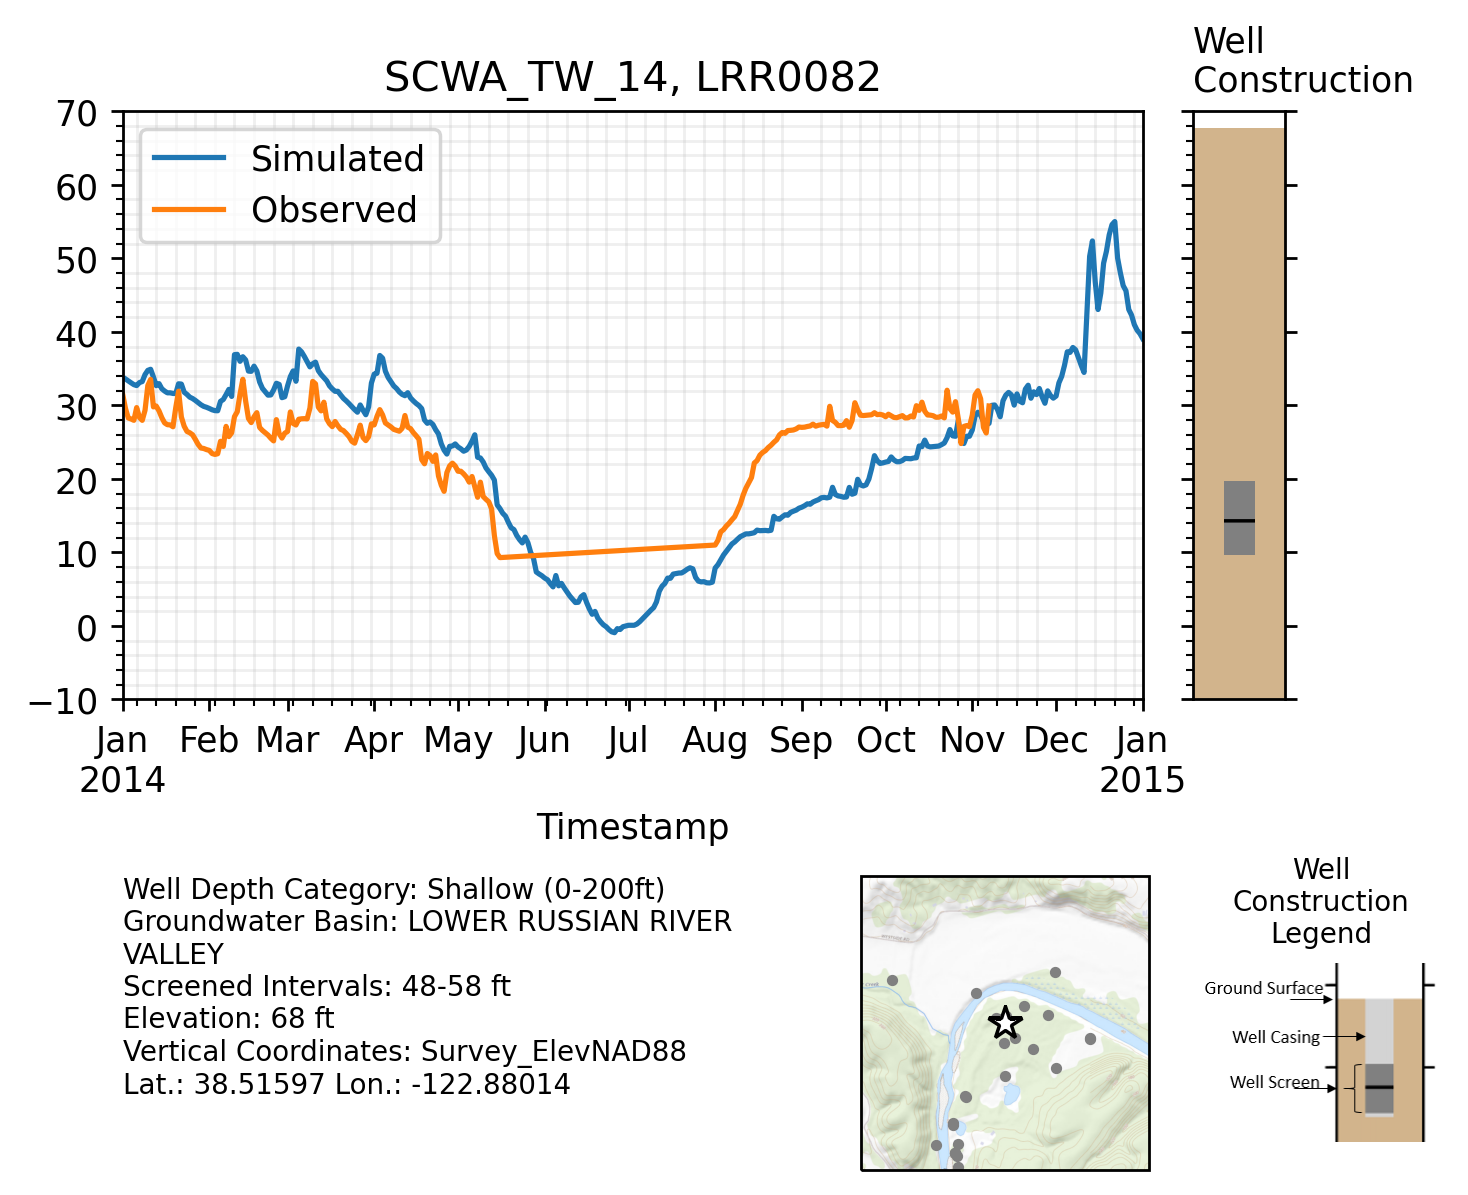 Well
Construction
SCWA_TW_14, LRR0082
70
60
50
40
30
20
10
0
−10
Simulated
Observed
Jan Feb Mar Apr May Jun Jul Aug Sep Oct Nov Dec Jan
2014 2015
Timestamp
Well Depth Category: Shallow (0-200ft)
Groundwater Basin: LOWER RUSSIAN RIVER
VALLEY
Screened Intervals: 48-58 ft
Elevation: 68 ft
Vertical Coordinates: Survey_ElevNAD88
Lat.: 38.51597 Lon.: -122.88014
Well
Construction
Legend
Ground Surface
Well Casing
Well Screen